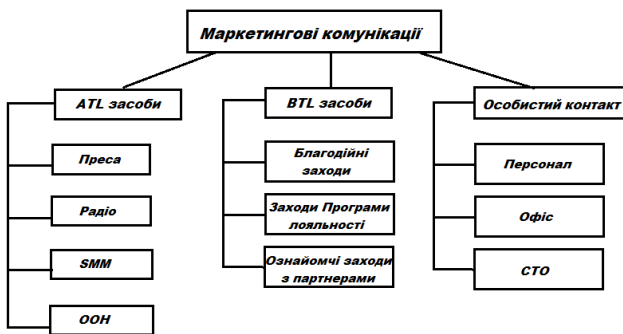 Маркетингові комунікації
ATL засоби
Преса
Радіо
SMM
ООН
BTL засоби
Благодійні
заходи
Заходи Програми
лояльності
Ознайомчі заходи
з партнерами
Особистий контакт
Персонал
Офіс
СТО